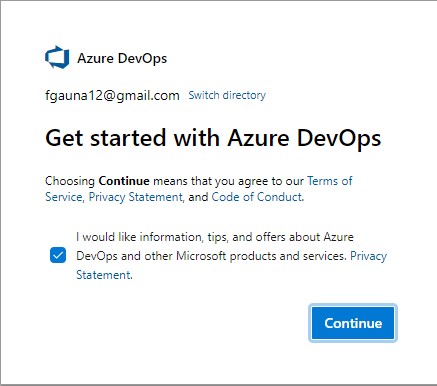 Azure DevOps
fgauna12@gmail.com Switch directory
Get started with Azure DevOps
Choosing Continue means that you agree to our Terms of
Service, Privacy Statement, and Code of Conduct.
I would like information, tips, and offers about Azure
DevOps and other Microsoft products and services. Privacy
Statement.
Continue